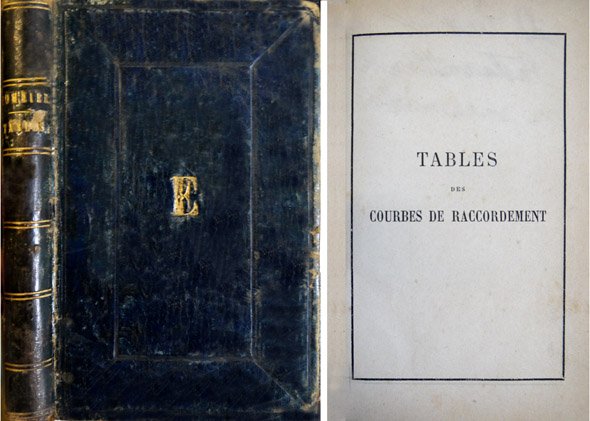 E
TABLES
DES
COURBES DE RACCORDEMENT